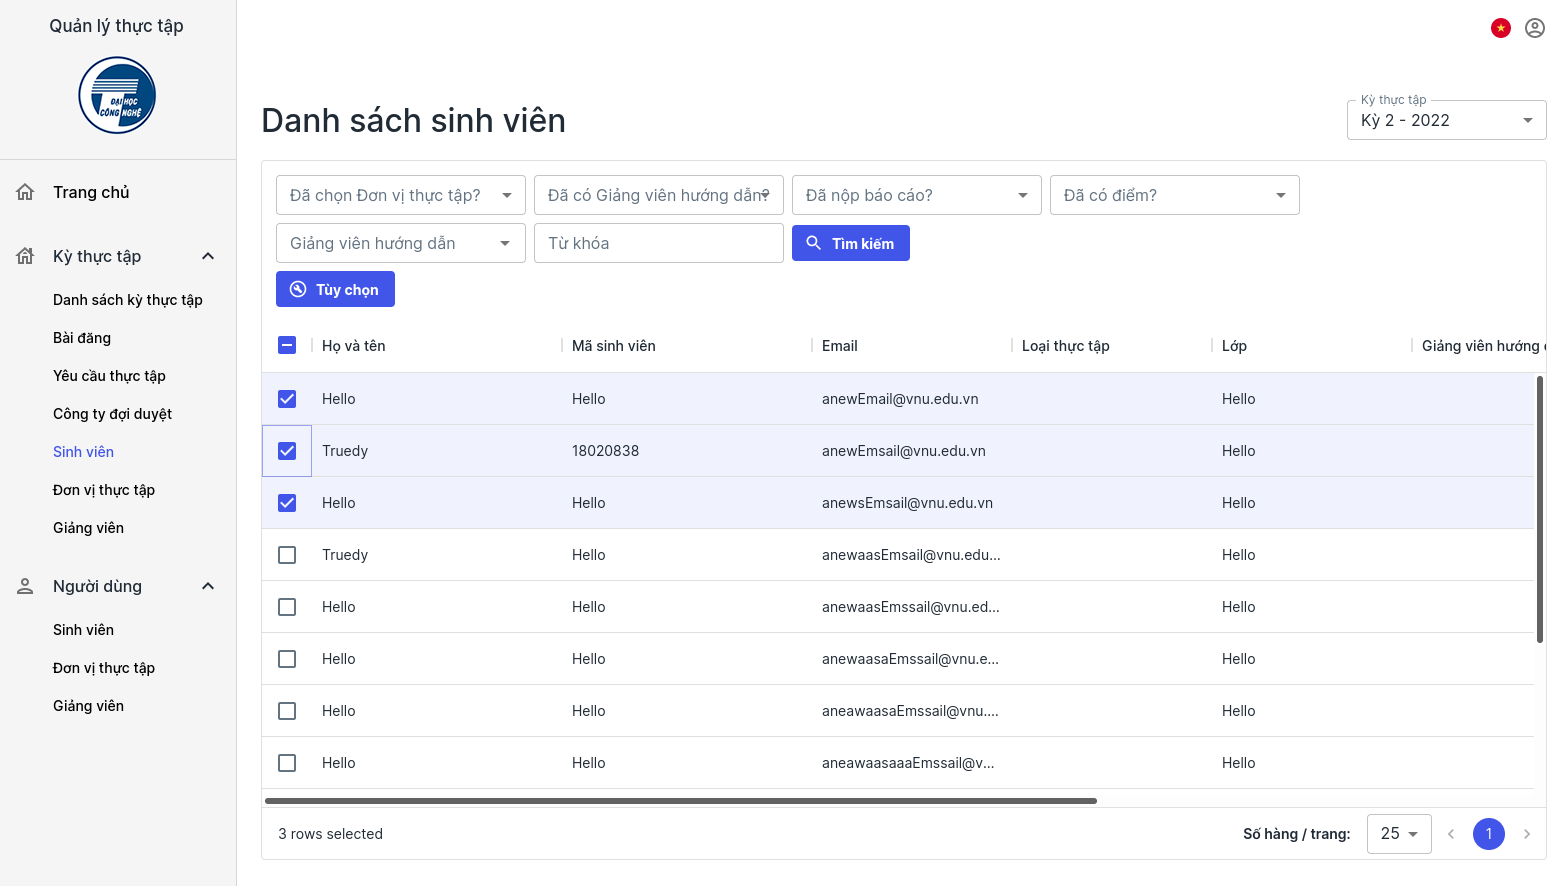 Quản lý thực tập
ĐẠI HỌC
CÔNG NGHỆ
Trang chủ
Kỳ thực tập
Danh sách kỳ thực tập
Bài đăng
Yêu cầu thực tập
Công ty đợi duyệt
Sinh viên
Đơn vị thực tập
Giảng viên
Người dùng
Sinh viên
Đơn vị thực tập
Giảng viên
Danh sách sinh viên
Kỳ thực tập
Kỳ 2 - 2022
Đã chọn Đơn vị thực tập? Đã có Giảng viên hướng dẫn? Đã nộp báo cáo? Đã có điểm?
Giảng viên hướng dẫn Từ khóa Tìm kiếm
Tùy chọn
Họ và tên Mã sinh viên Email Loại thực tập Lớp Giảng viên hướng
Hello Hello anewEmail@vnu.edu.vn Hello
Truedy 18020838 anewEmsail@vnu.edu.vn Hello
Hello Hello anewsEmsail@vnu.edu.vn Hello
Truedy Hello anewaasEmsail@vnu.edu... Hello
Hello Hello anewaasEmssail@vnu.ed... Hello
Hello Hello anewaasaEmssail@vnu.e... Hello
Hello Hello aneawaasaEmssail@vnu.... Hello
Hello Hello aneawaasaaaEmssail@v... Hello
3 rows selected Số hàng / trang: 25 1